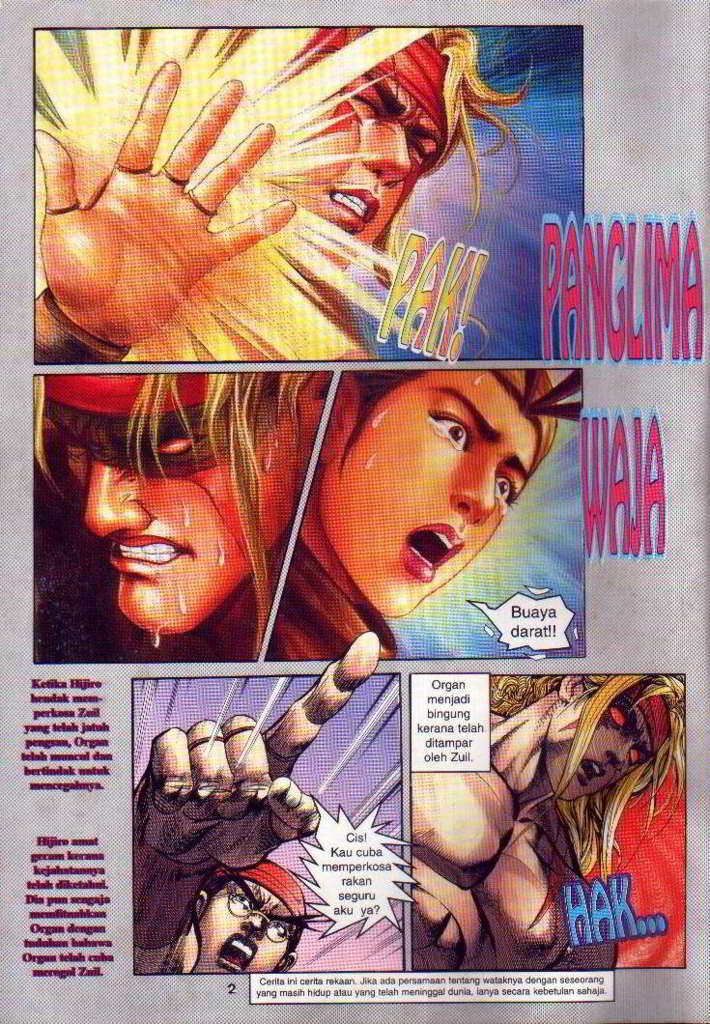 PAK!
PANGLIMA
WAJA
Buaya
darat!!
Ketika Hijiro
hendak mem-
perkosa Zuil
yang telah jatuh
pengsan, Organ
telah muncul dan
bertindak untuk
mencegahnya.
Hijiro amat
geram kerana
kejahatannya
telah diketahui.
Dia pun sengaja
memfitnahkan
Organ dengan
tuduhan bahawa
Organ telah cuba
merogol Zuil.
Cis!
Kau cuba
memperkosa
rakan
seguru
aku ya?
Organ
menjadi
bingung
kerana telah
ditampar
oleh Zuil.
HAK...
2
Cerita ini cerita rekaan. Jika ada persamaan tentang wataknya dengan seseorang
yang masih hidup atau yang telah meninggal dunia, ianya secara kebetulan sahaja.